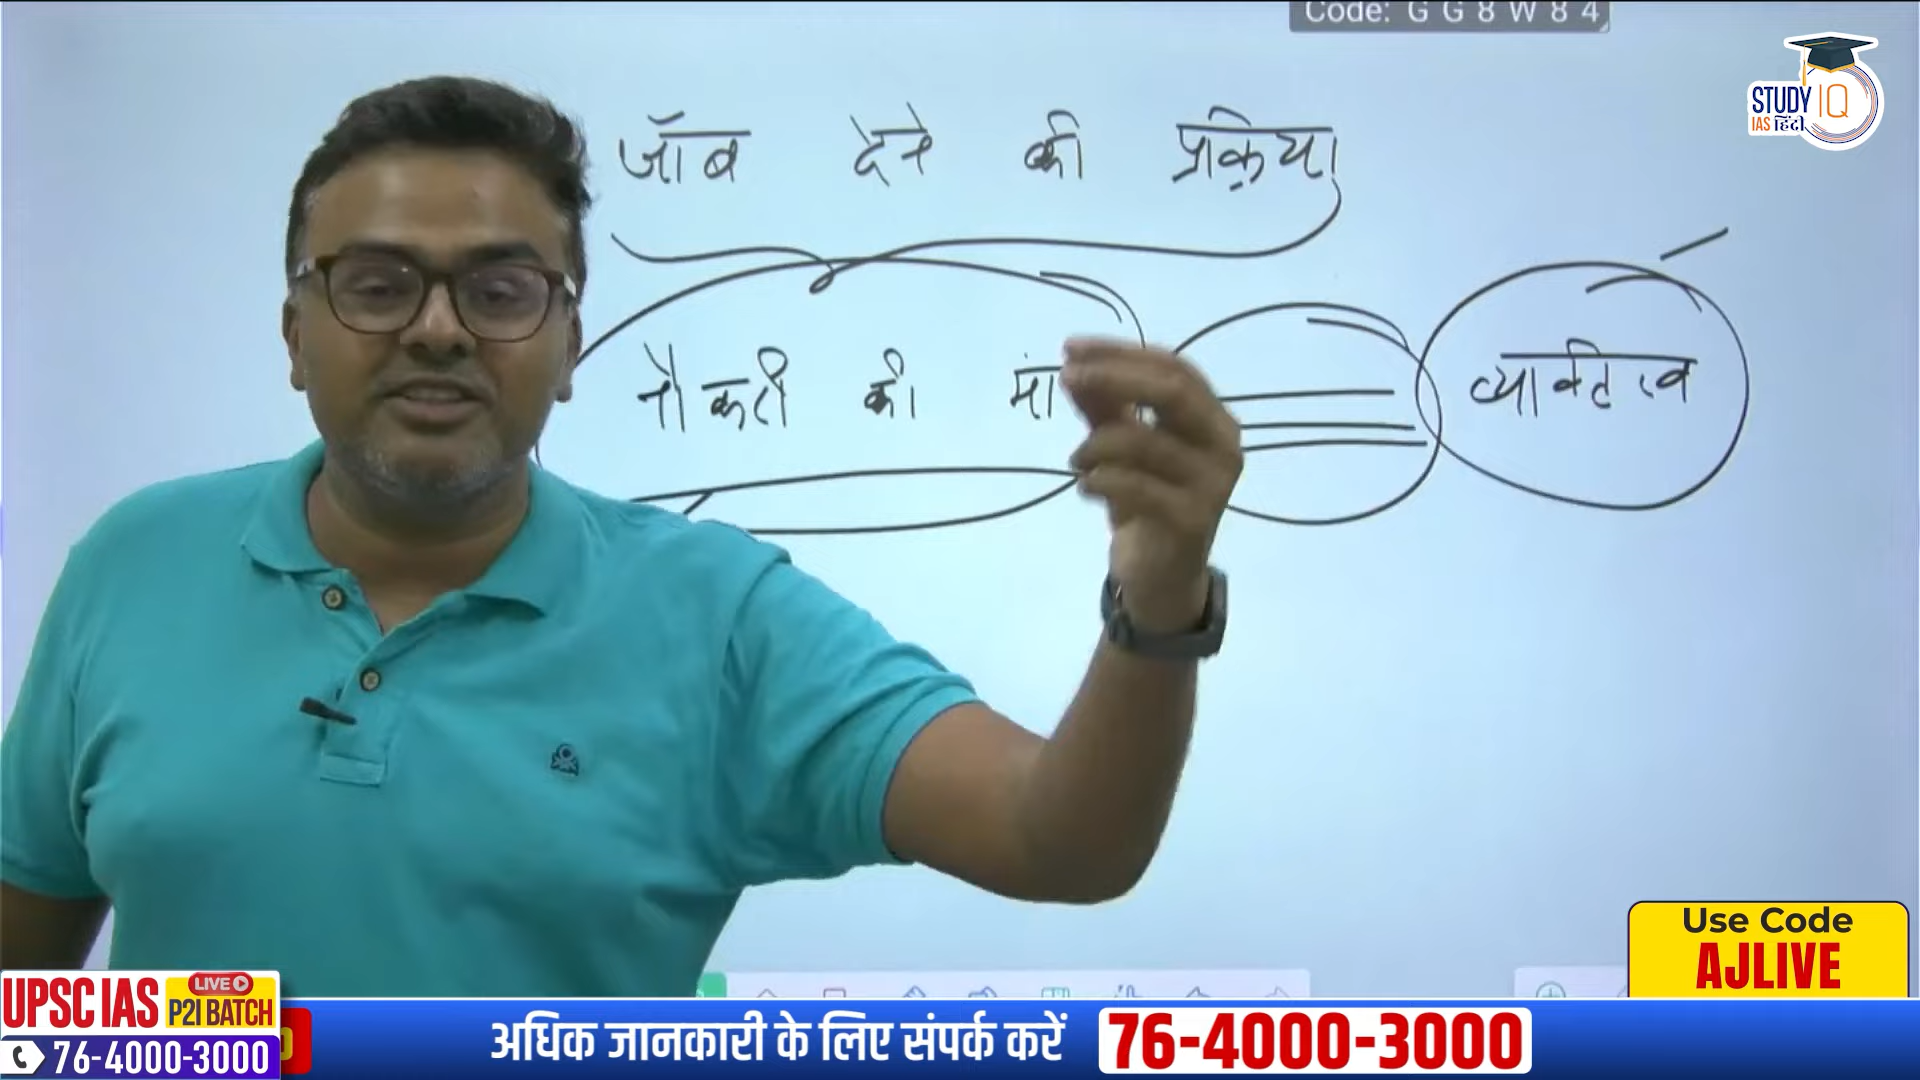 Code: G G 8 W 8 4
STUDY IQ
IAS हिंदी
जॉब देने की प्रक्रिया
नौकरी की मां
व्यक्तित्व
Use Code
AJLIVE
UPSC IAS LIVE P2I BATCH
76-4000-3000
अधिक जानकारी के लिए संपर्क करें 76-4000-3000